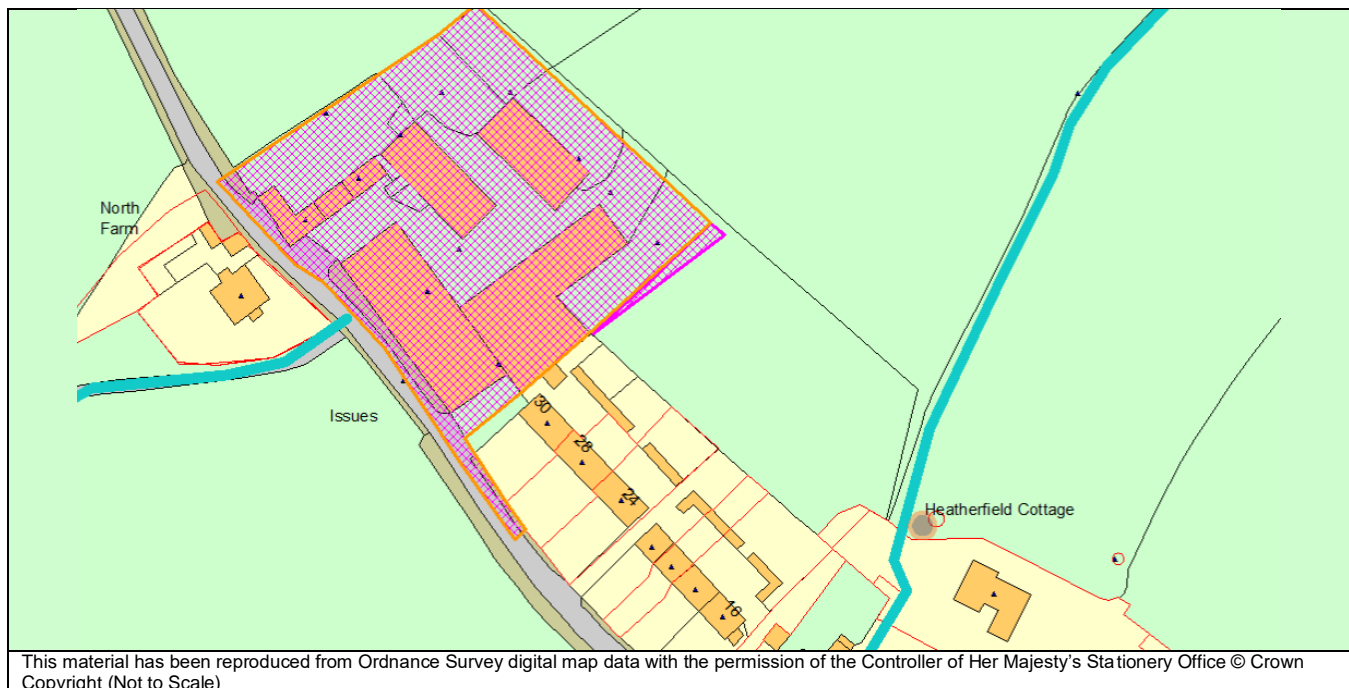 North
Farm
Issues
30
28
24
16
Heatherfield Cottage
This material has been reproduced from Ordnance Survey digital map data with the permission of the Controller of Her Majesty's Stationery Office © Crown
Copyright (Not to Scale)